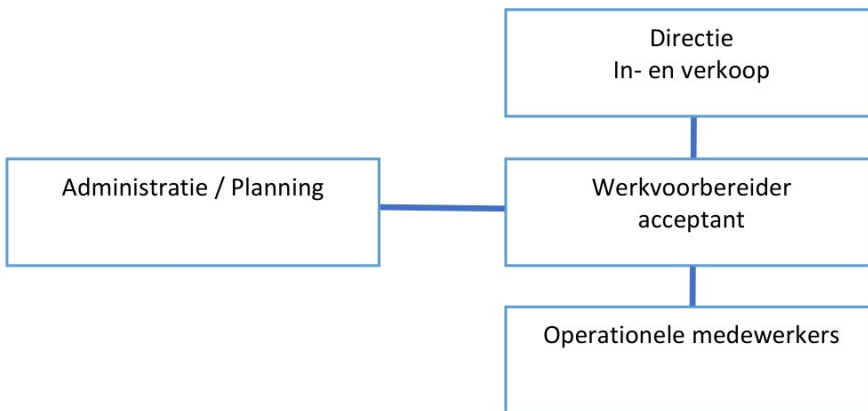 Directie
In- en verkoop
Administratie / Planning
Werkvoorbereider
acceptant
Operationele medewerkers